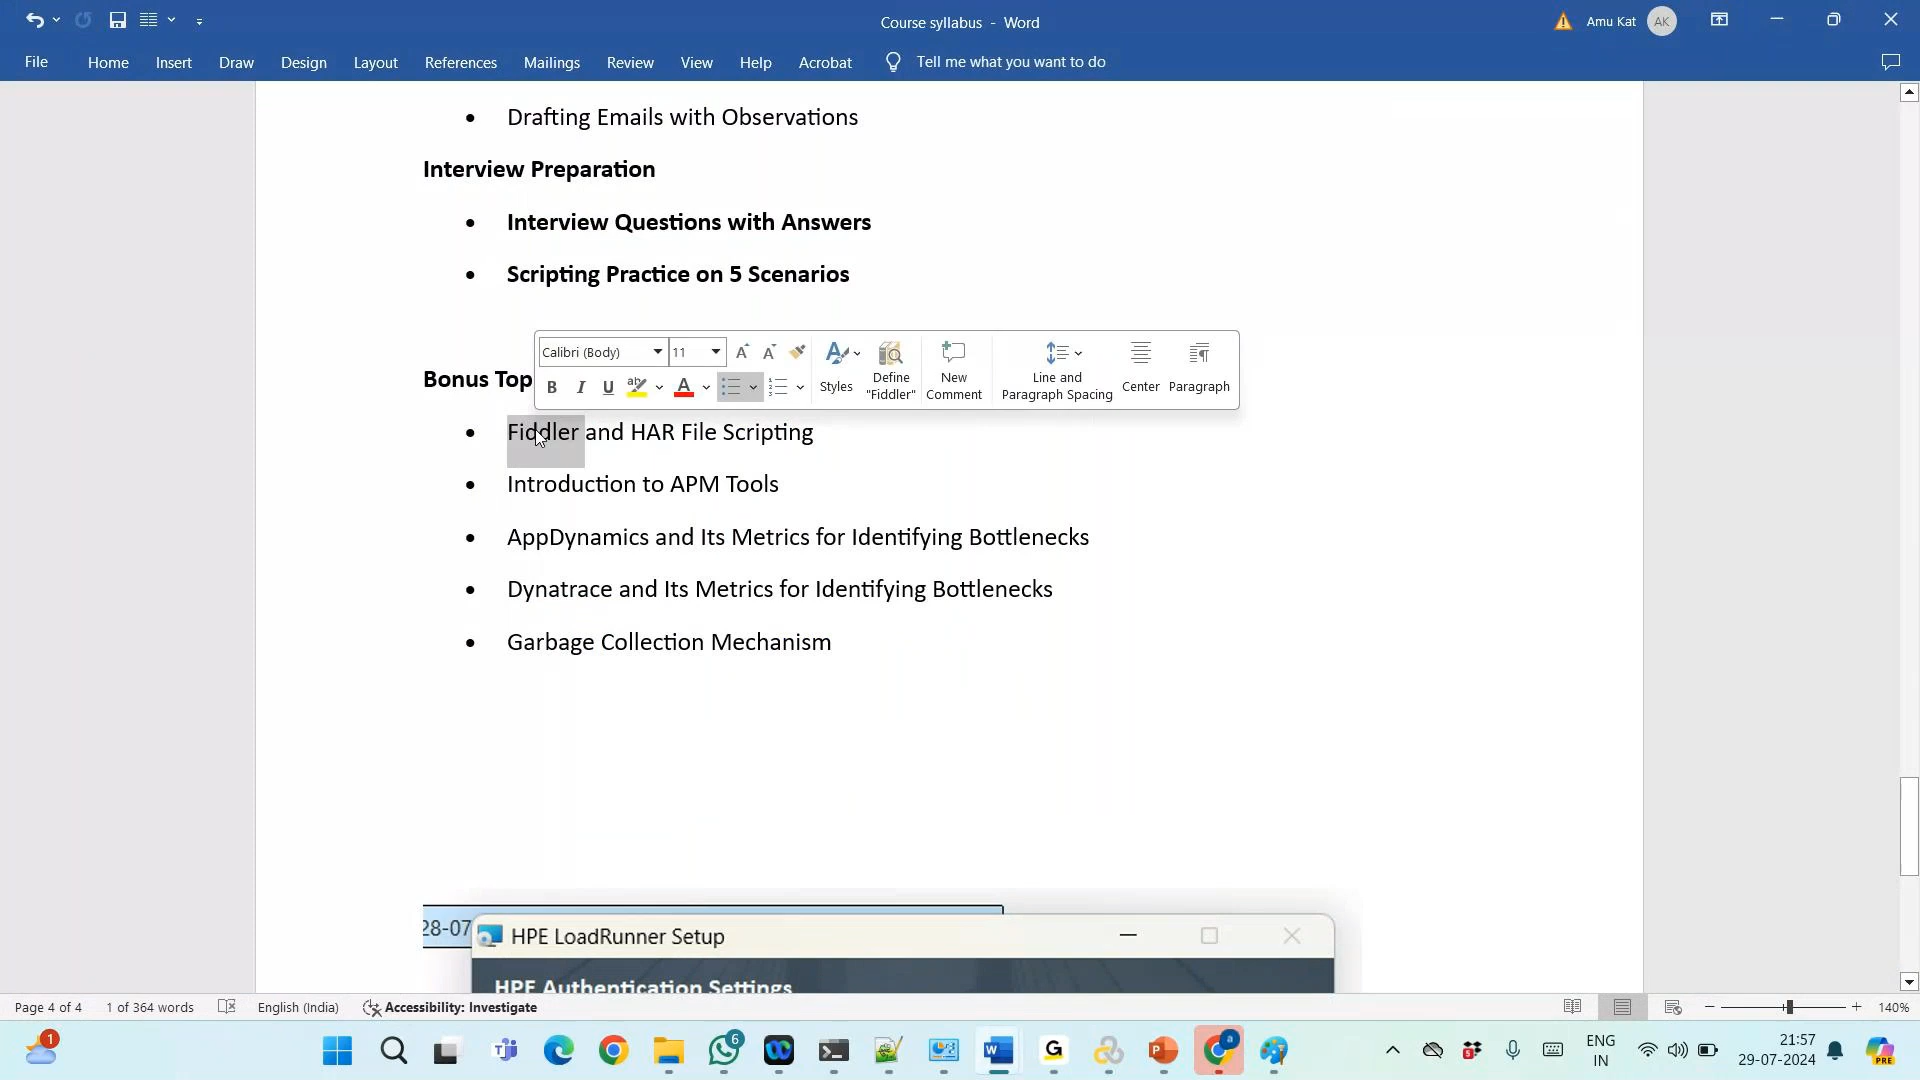 Course syllabus - Word
Amu Kat
AK
File
Home
Insert
Draw
Design
Layout
References
Mailings
Review
View
Help
Acrobat
Tell me what you want to do
• Drafting Emails with Observations
Interview Preparation
• Interview Questions with Answers
• Scripting Practice on 5 Scenarios
Calibri (Body)
11
Styles
Define "Fiddler"
New Comment
Line and Paragraph Spacing
Center
Paragraph
Bonus Top
• Fiddler and HAR File Scripting
• Introduction to APM Tools
• AppDynamics and Its Metrics for Identifying Bottlenecks
• Dynatrace and Its Metrics for Identifying Bottlenecks
• Garbage Collection Mechanism
28-07
HPE LoadRunner Setup
HPE Authentication Settings
Page 4 of 4
1 of 364 words
English (India)
Accessibility: Investigate
140%
1
6
a
5
ENG
IN
21:57
29-07-2024
PRE